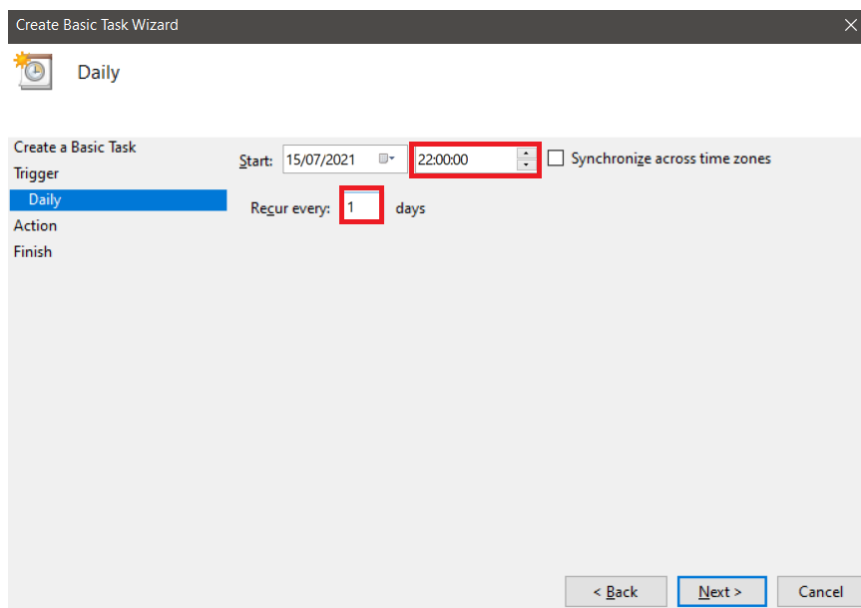 Create Basic Task Wizard
Daily
Create a Basic Task
Trigger
Daily
Action
Finish
Start: 15/07/2021 22:00:00 Synchronize across time zones
Recur every: 1 days
< Back Next > Cancel